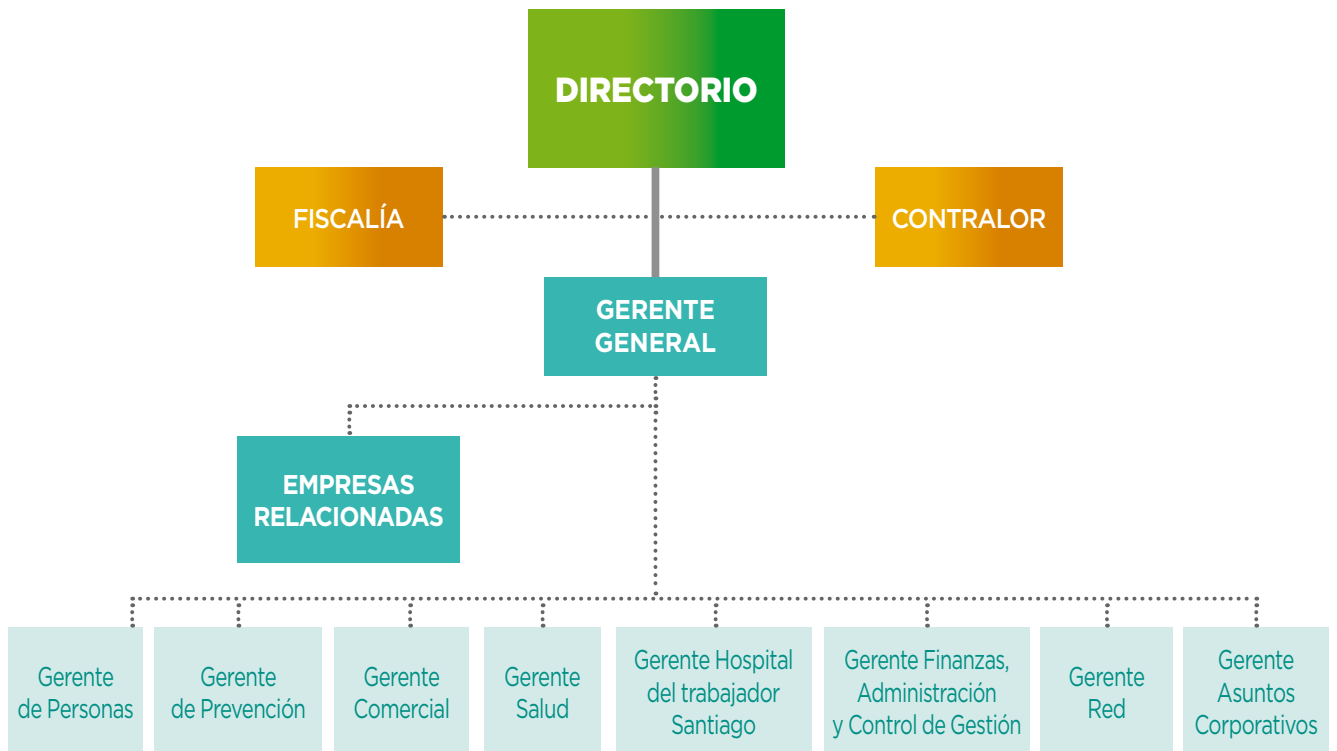 DIRECTORIO
FISCALÍA
CONTRALOR
GERENTE
GENERAL
EMPRESAS
RELACIONADAS
Gerente
de Personas
Gerente
de Prevención
Gerente
Comercial
Gerente
Salud
Gerente Hospital
del trabajador
Santiago
Gerente Finanzas,
Administración
y Control de Gestión
Gerente
Red
Gerente
Asuntos
Corporativos